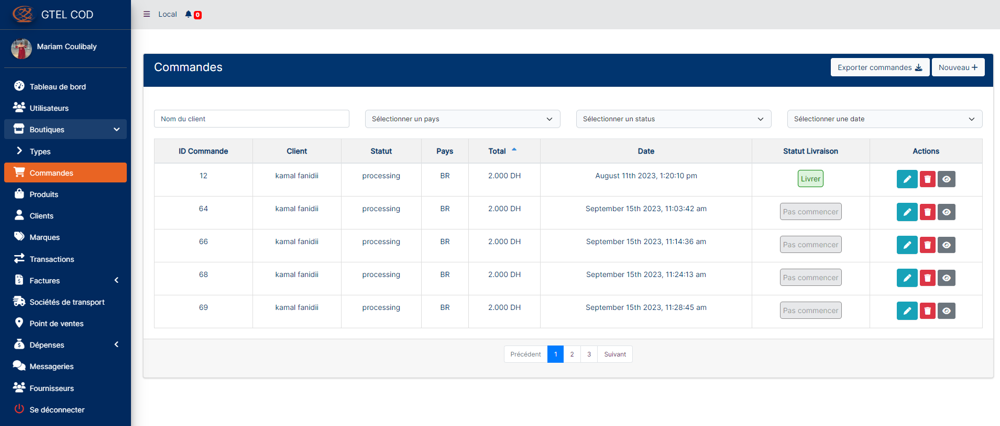 GTEL COD
Local 0
Mariam Coulibaly
Tableau de bord
Utilisateurs
Boutiques
Types
Commandes
Produits
Clients
Marques
Transactions
Factures
Sociétés de transport
Point de ventes
Dépenses
Messageries
Fournisseurs
Se déconnecter
Commandes Exporter commandes Nouveau
Nom du client Sélectionner un pays Sélectionner un status Sélectionner une date
ID Commande Client Statut Pays Total Date Statut Livraison Actions
12 kamal fanidii processing BR 2.000 DH August 11th 2023, 1:20:10 pm Livrer
64 kamal fanidii processing BR 2.000 DH September 15th 2023, 11:03:42 am Pas commencer
66 kamal fanidii processing BR 2.000 DH September 15th 2023, 11:14:36 am Pas commencer
68 kamal fanidii processing BR 2.000 DH September 15th 2023, 11:24:13 am Pas commencer
69 kamal fanidii processing BR 2.000 DH September 15th 2023, 11:28:45 am Pas commencer
Précédent 1 2 3 Suivant